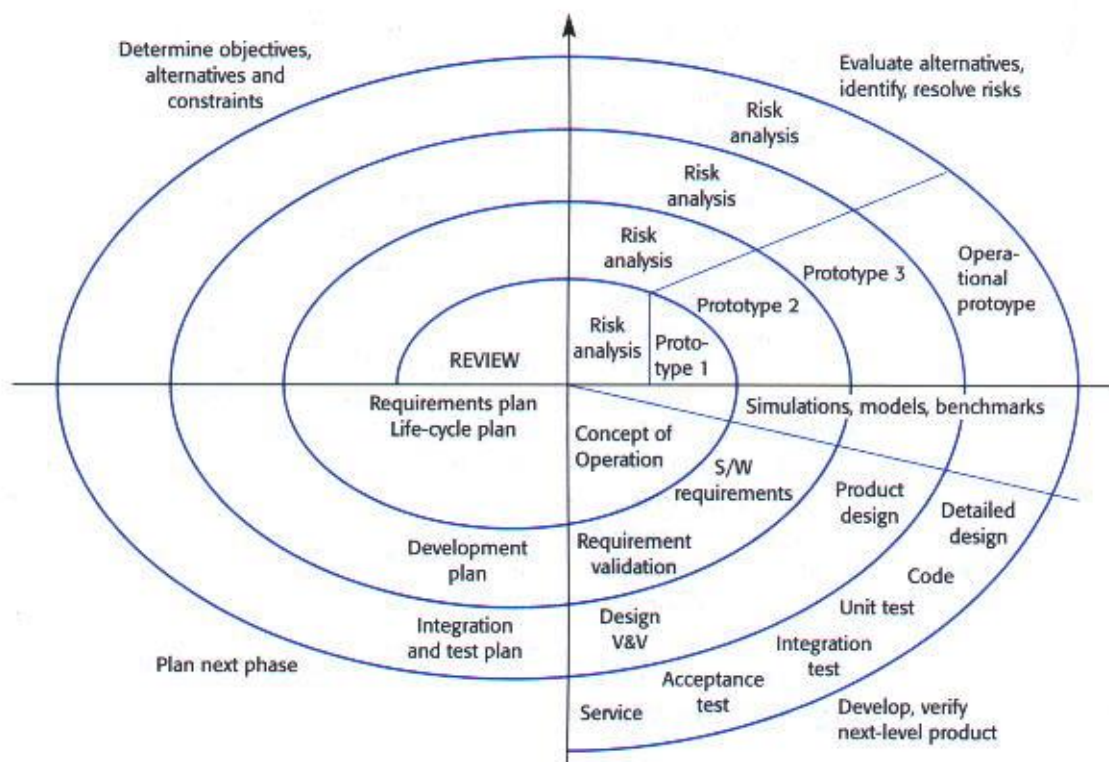 Determine objectives,
alternatives and
constraints
Evaluate alternatives,
identify, resolve risks
Risk
analysis
Risk
analysis
Risk
analysis
Risk
analysis
Proto-
type 1
Prototype 2
Prototype 3
Opera-
tional
protoype
REVIEW
Requirements plan
Life-cycle plan
Simulations, models, benchmarks
Concept of
Operation
S/W
requirements
Product
design
Detailed
design
Development
plan
Requirement
validation
Code
Unit test
Integration
and test plan
Design
V&V
Integration
test
Plan next phase
Acceptance
test
Service
Develop, verify
next-level product